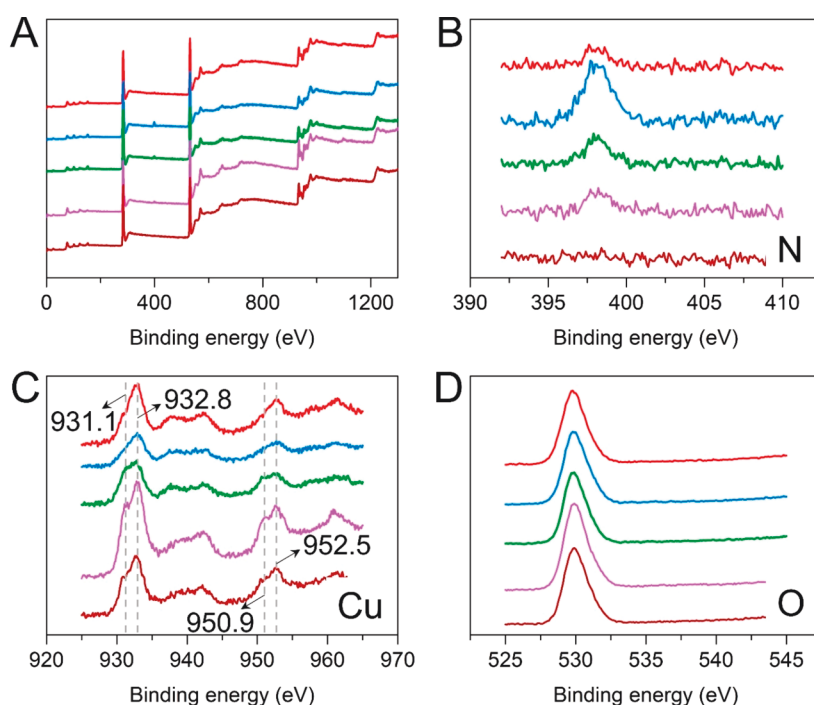 A
0 400 800 1200
Binding energy (eV)
B
N
390 395 400 405 410
Binding energy (eV)
C
931.1
932.8
952.5
950.9
Cu
920 930 940 950 960 970
Binding energy (eV)
D
O
525 530 535 540 545
Binding energy (eV)